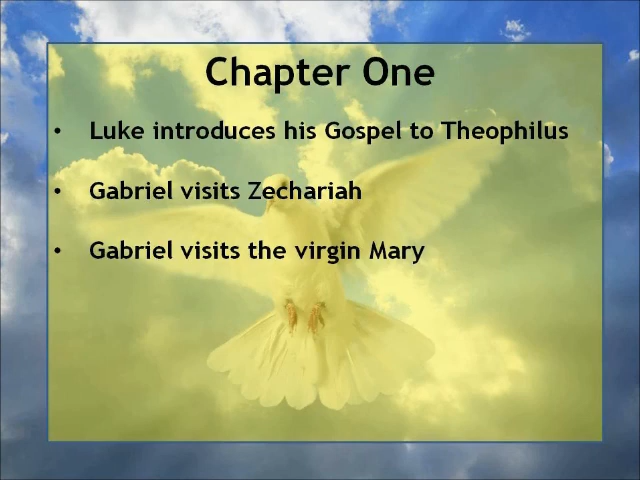 Chapter One
• Luke introduces his Gospel to Theophilus
• Gabriel visits Zechariah
• Gabriel visits the virgin Mary